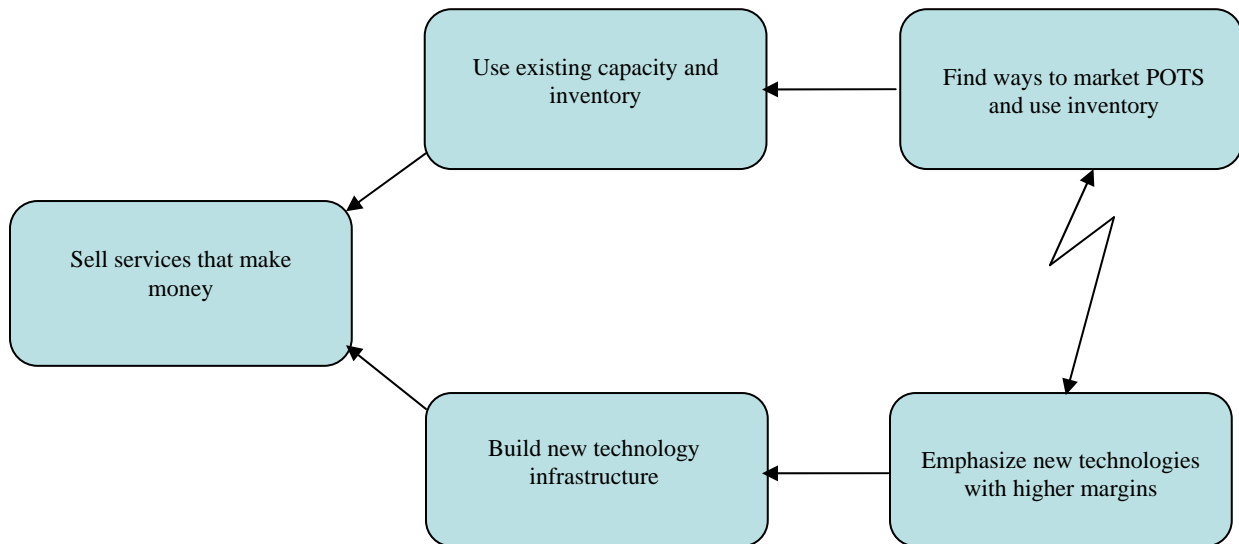 Use existing capacity and
inventory
Find ways to market POTS
and use inventory
Sell services that make
money
Build new technology
infrastructure
Emphasize new technologies
with higher margins